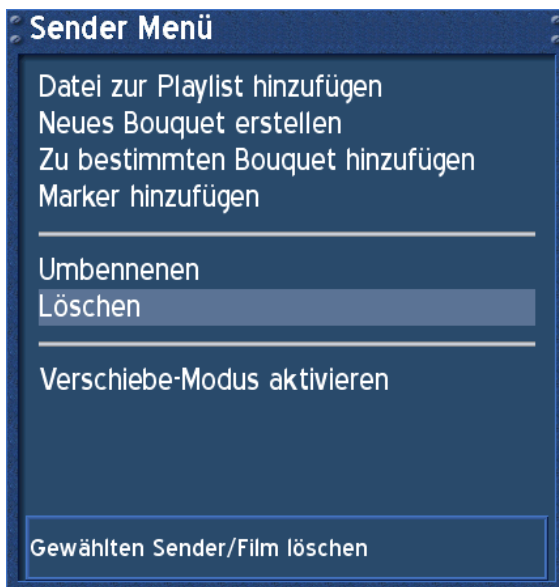 Sender Menü
Datei zur Playlist hinzufügen
Neues Bouquet erstellen
Zu bestimmten Bouquet hinzufügen
Marker hinzufügen
Umbennenen
Löschen
Verschiebe-Modus aktivieren
Gewählten Sender/Film löschen